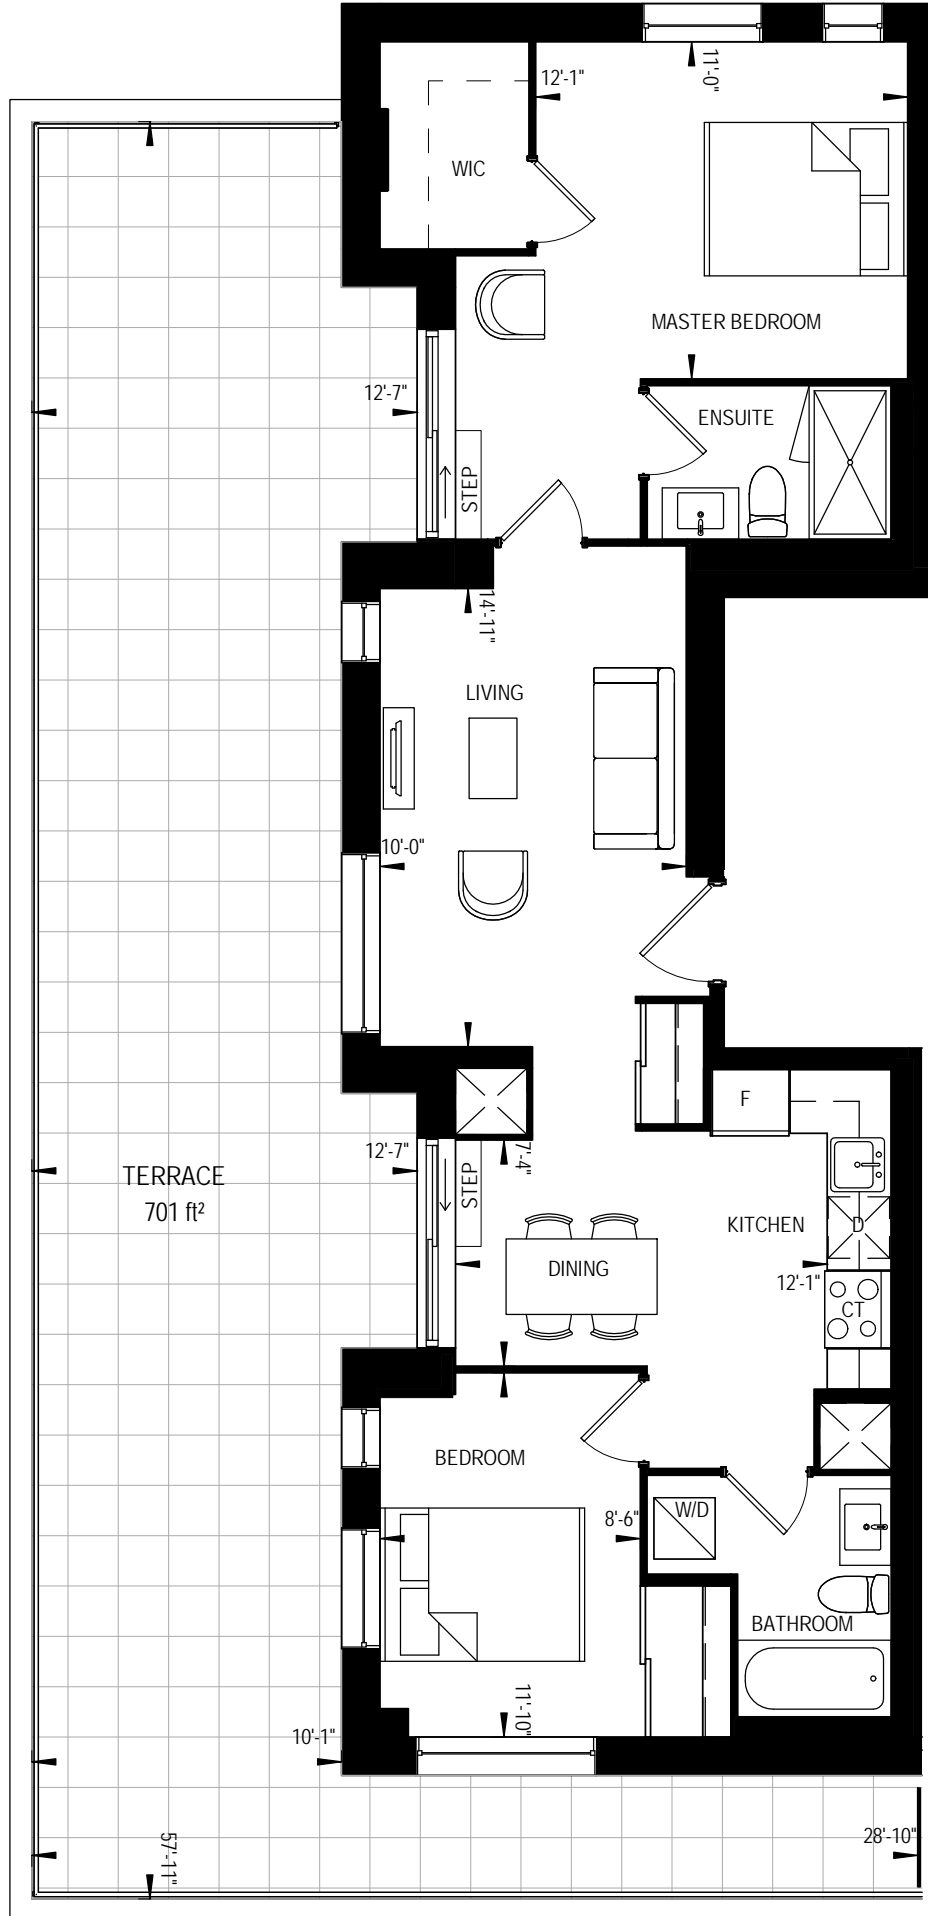 11'-0"
12'-1"
WIC
MASTER BEDROOM
12'-7"
ENSUITE
STEP
14'-11"
LIVING
10'-0"
F
7'-4"
12'-7"
TERRACE
701 ft²
STEP
KITCHEN
D
DINING
12'-1"
CT
BEDROOM
8'-6"
W/D
BATHROOM
11'-10"
10'-1"
57'-11"
28'-10"